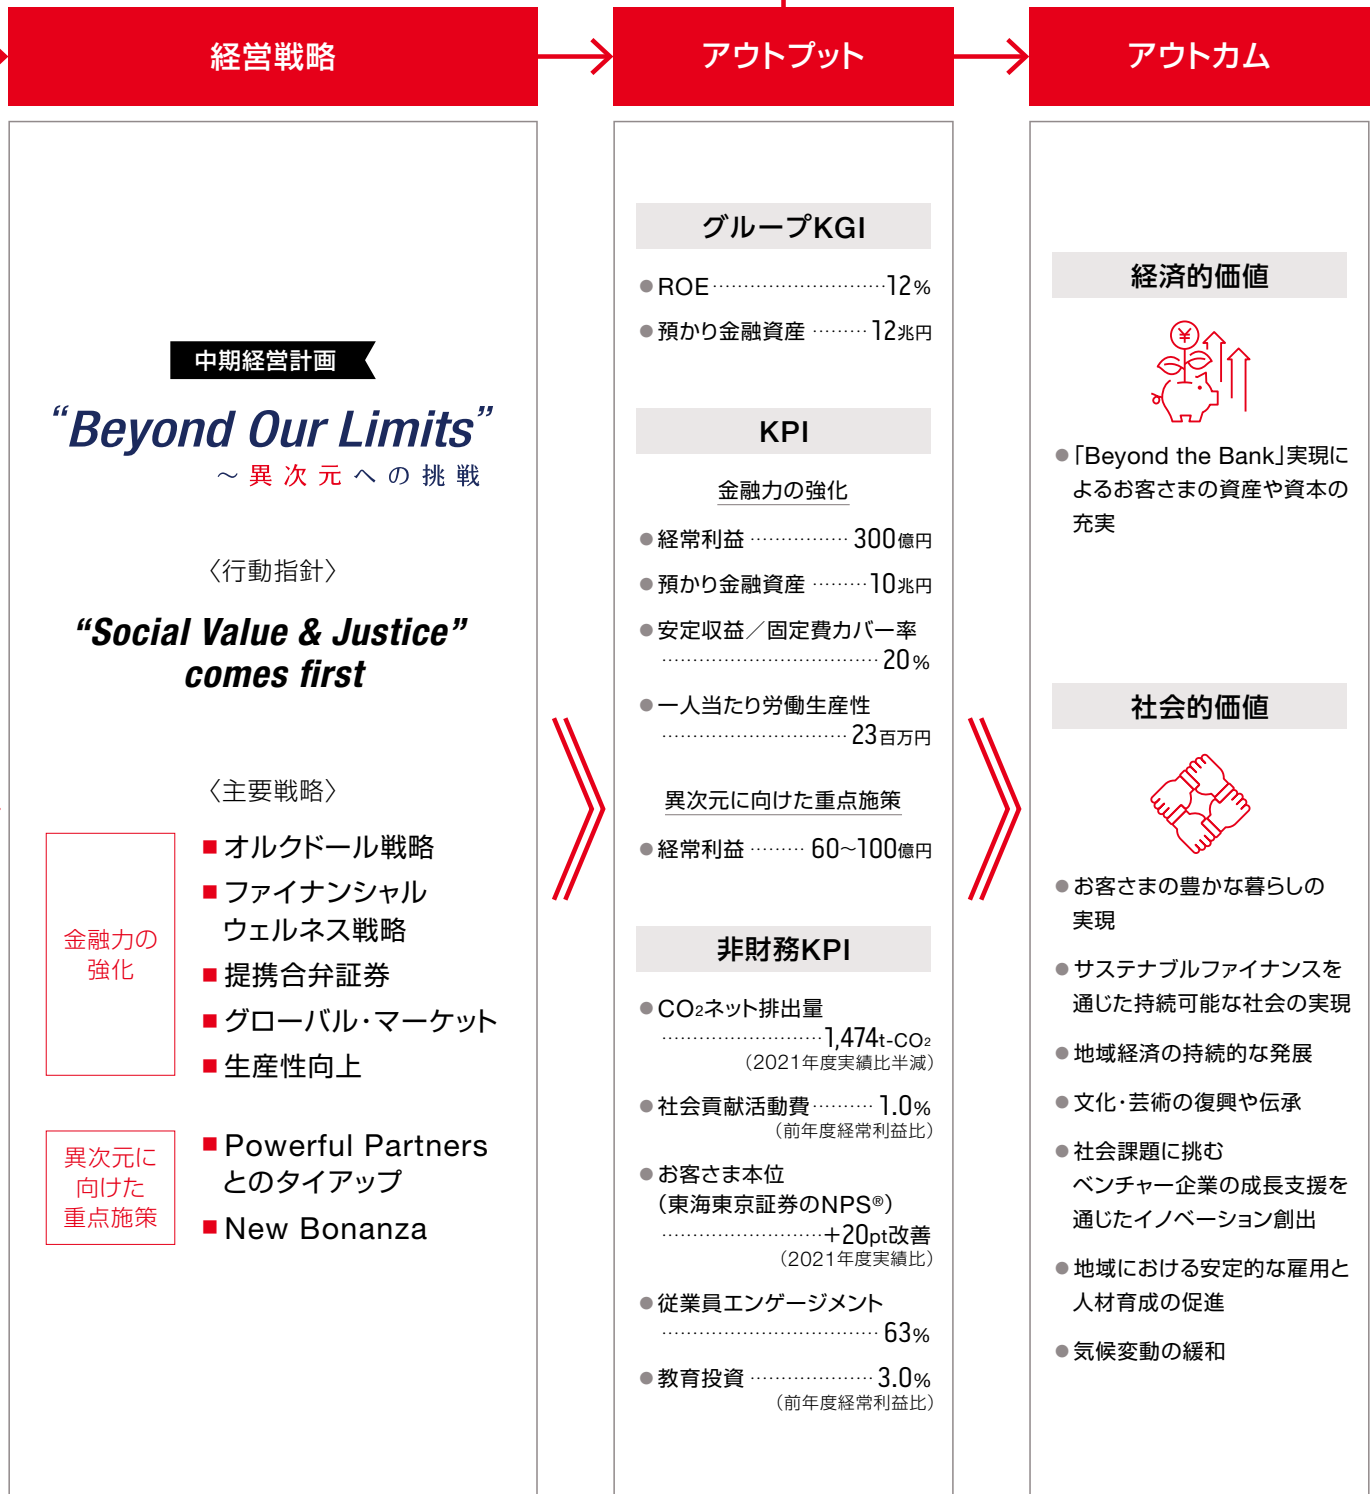 経営戦略
中期経営計画
“Beyond Our Limits”
～異次元への挑戦
〈行動指針〉
“Social Value & Justice”
comes first
〈主要戦略〉
金融力の
強化
■オルクドール戦略
■ファイナンシャル
ウェルネス戦略
■提携合弁証券
■グローバル・マーケット
■生産性向上
異次元に
向けた
重点施策
■Powerful Partners
とのタイアップ
■New Bonanza
アウトプット
グループKGI
●ROE…………………………12%
●預かり金融資産………12兆円
KPI
金融力の強化
●経常利益……………300億円
●預かり金融資産………10兆円
●安定収益／固定費カバー率
………………………………20%
●一人当たり労働生産性
…………………………23百万円
異次元に向けた重点施策
●経常利益………60～100億円
非財務KPI
●CO₂ネット排出量
………………………1,474t-CO₂
（2021年度実績比半減）
●社会貢献活動費………1.0%
（前年度経常利益比）
●お客さま本位
（東海東京証券のNPS®）
………………………＋20pt改善
（2021年度実績比）
●従業員エンゲージメント
………………………………63%
●教育投資…………………3.0%
（前年度経常利益比）
アウトカム
経済的価値
¥
●「Beyond the Bank」実現に
よるお客さまの資産や資本の
充実
社会的価値
●お客さまの豊かな暮らしの
実現
●サステナブルファイナンスを
通じた持続可能な社会の実現
●地域経済の持続的な発展
●文化・芸術の復興や伝承
●社会課題に挑む
ベンチャー企業の成長支援を
通じたイノベーション創出
●地域における安定的な雇用と
人材育成の促進
●気候変動の緩和